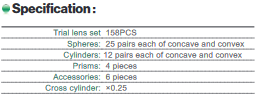 Specification:
Trial lens set 158PCS
Spheres: 25 pairs each of concave and convex
Cylinders: 12 pairs each of concave and convex
Prisms: 4 pieces
Accessories: 6 pieces
Cross cylinder: ×0.25